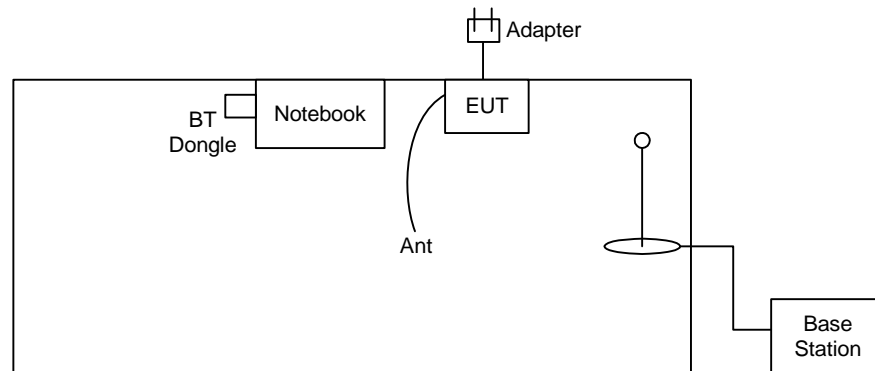 Adapter
BT
Dongle
Notebook
EUT
Ant
Base
Station